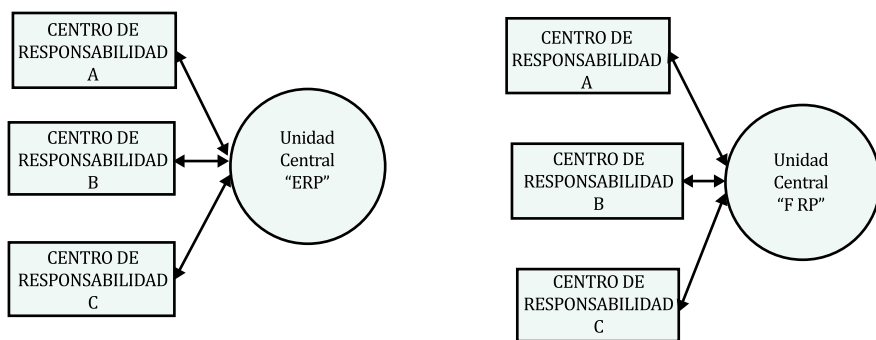 CENTRO DE
RESPONSABILIDAD
A
CENTRO DE
RESPONSABILIDAD
B
CENTRO DE
RESPONSABILIDAD
C
Unidad
Central
“ERP”
CENTRO DE
RESPONSABILIDAD
A
CENTRO DE
RESPONSABILIDAD
B
CENTRO DE
RESPONSABILIDAD
C
Unidad
Central
“F RP”